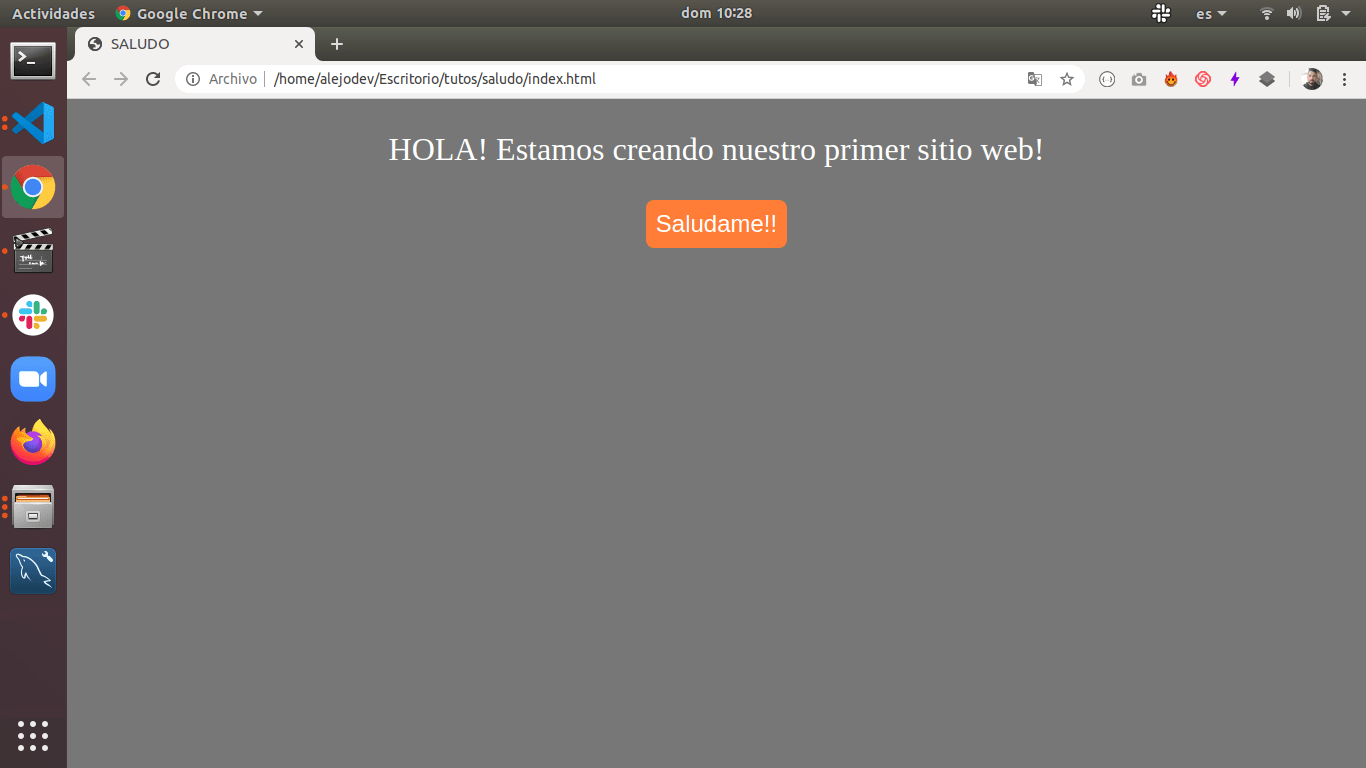 Actividades Google Chrome dom 10:28 es
SALUDO
Archivo /home/alejodev/Escritorio/tutos/saludo/index.html
HOLA! Estamos creando nuestro primer sitio web!
Saludame!!